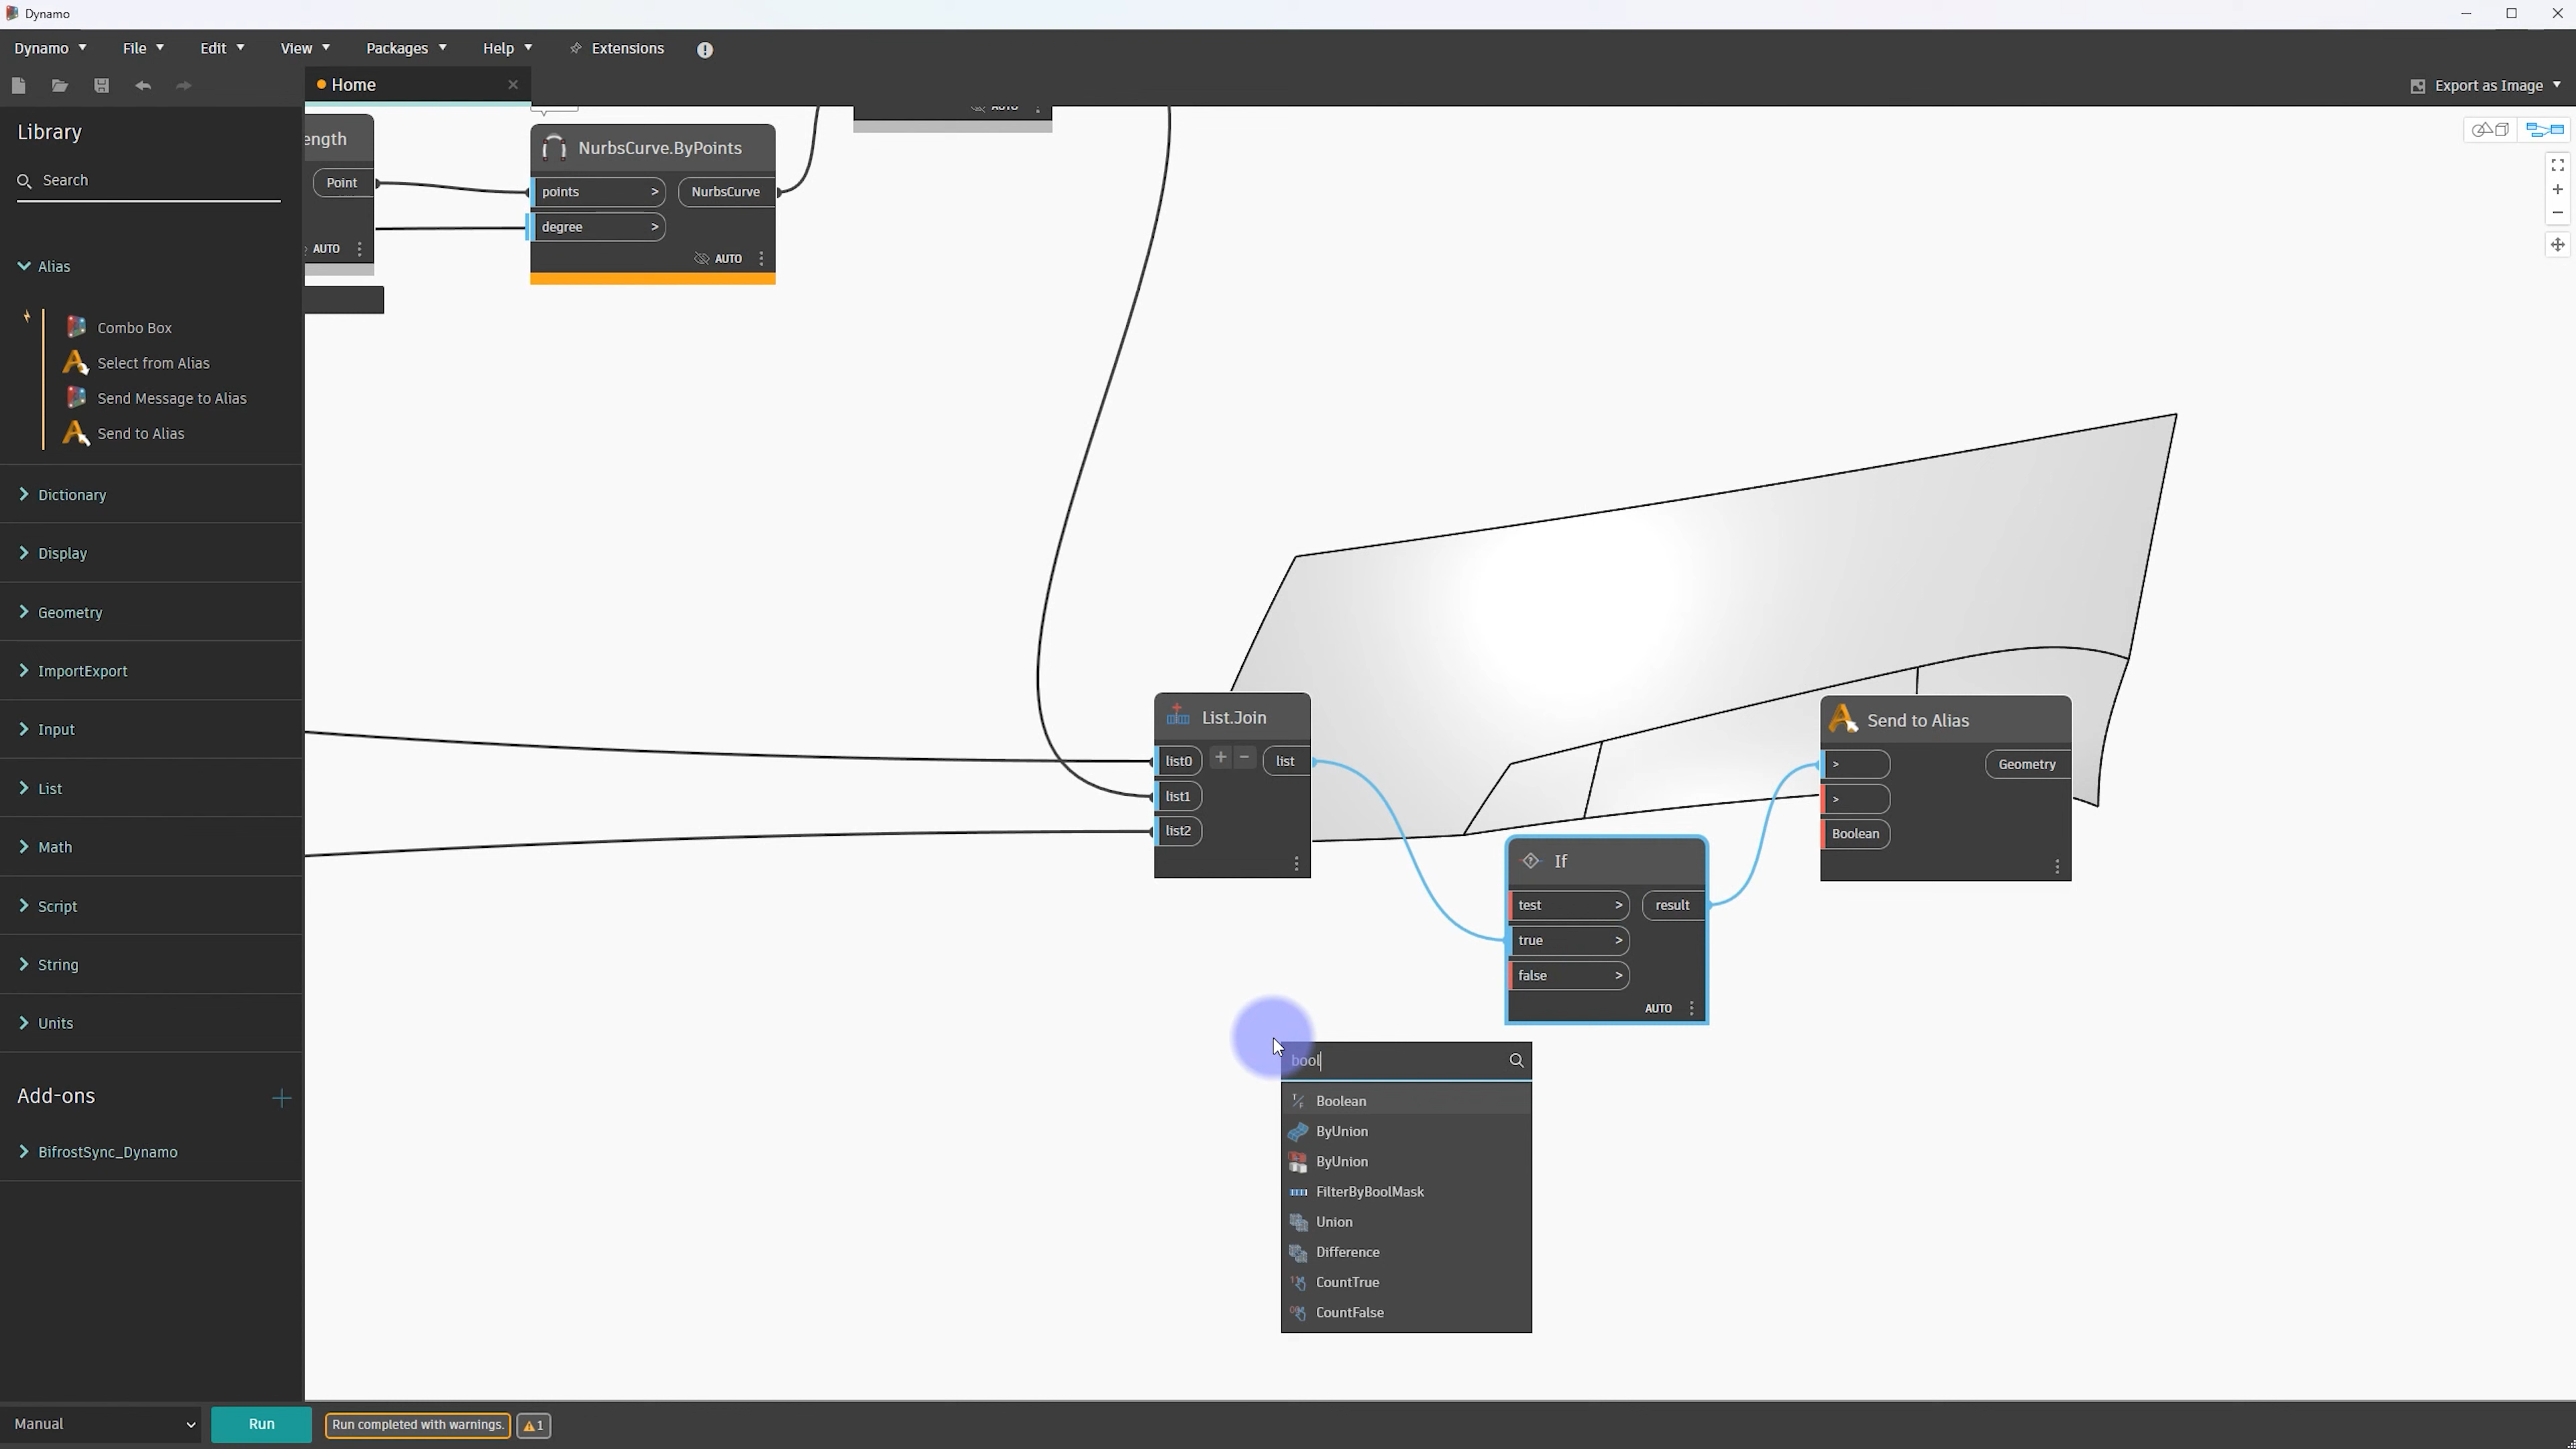 Dynamo
Dynamo File Edit View Packages Help Extensions
Home
Export as Image
Library
Search
Alias
Combo Box
Select from Alias
Send Message to Alias
Send to Alias
Dictionary
Display
Geometry
ImportExport
Input
List
Math
Script
String
Units
Add-ons
BifrostSync_Dynamo
ength
Point
AUTO
NurbsCurve.ByPoints
points > NurbsCurve
degree >
AUTO
AUTO
List.Join
list0 + - list
list1
list2
If
test > result
true >
false >
AUTO
Send to Alias
> Geometry
>
Boolean
bool
Boolean
ByUnion
ByUnion
FilterByBoolMask
Union
Difference
CountTrue
CountFalse
Manual Run Run completed with warnings. 1